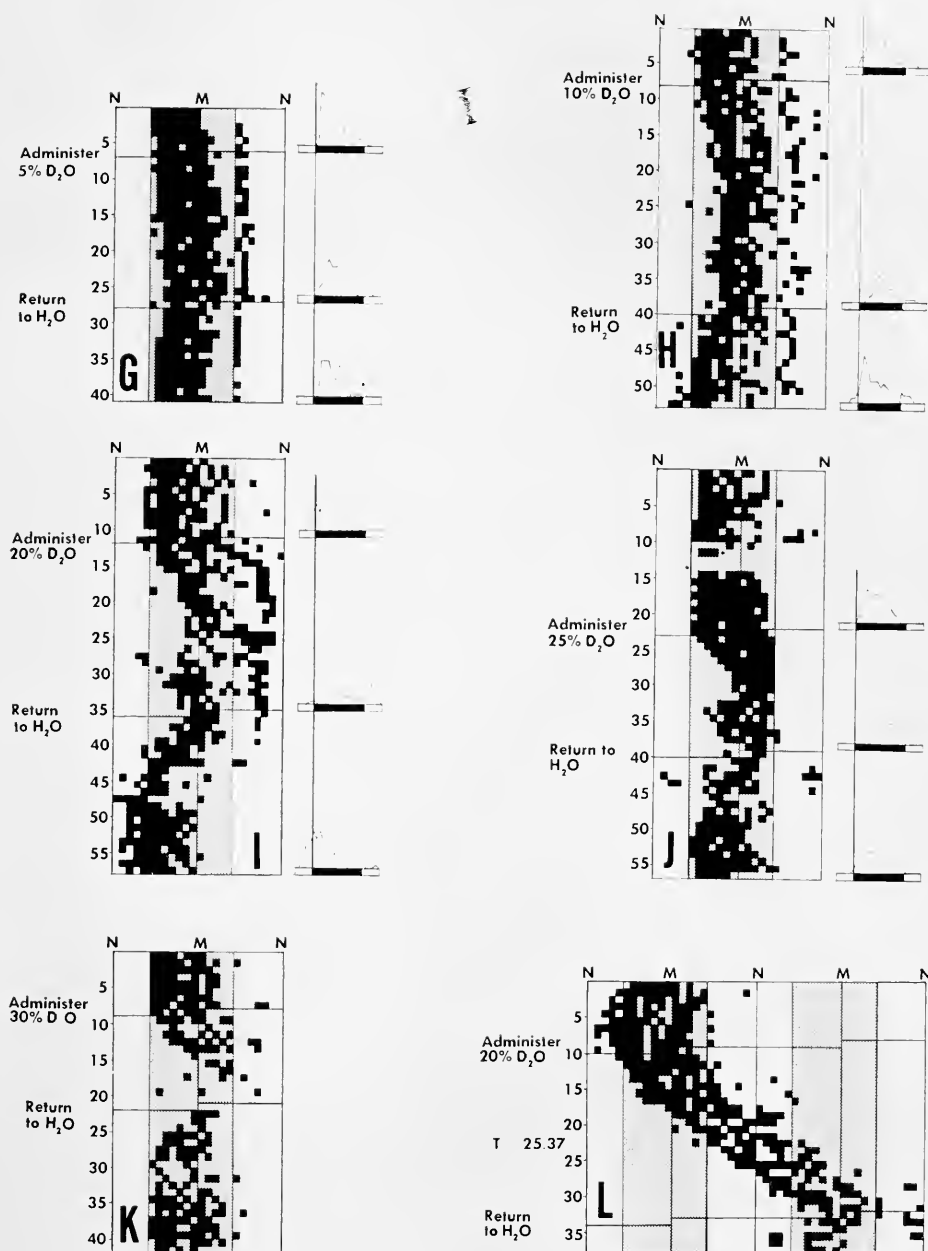 N M N
5
Administer
5% D₂O
10
15
20
25
Return
to H₂O
30
35
40
G
N M N
5
Administer
10% D₂O
10
15
20
25
30
35
40
Return
to H₂O
45
50
H
N M N
5
10
Administer
20% D₂O
15
20
25
30
35
Return
to H₂O
40
45
50
55
I
N M N
5
10
15
20
Administer
25% D₂O
25
30
35
40
Return to
H₂O
45
50
55
J
N M N
5
Administer
30% D O
10
15
20
Return
to H₂O
25
30
35
40
K
N M N M N
5
Administer
20% D₂O
10
15
20
T 25.37
25
30
Return
to H₂O
35
L